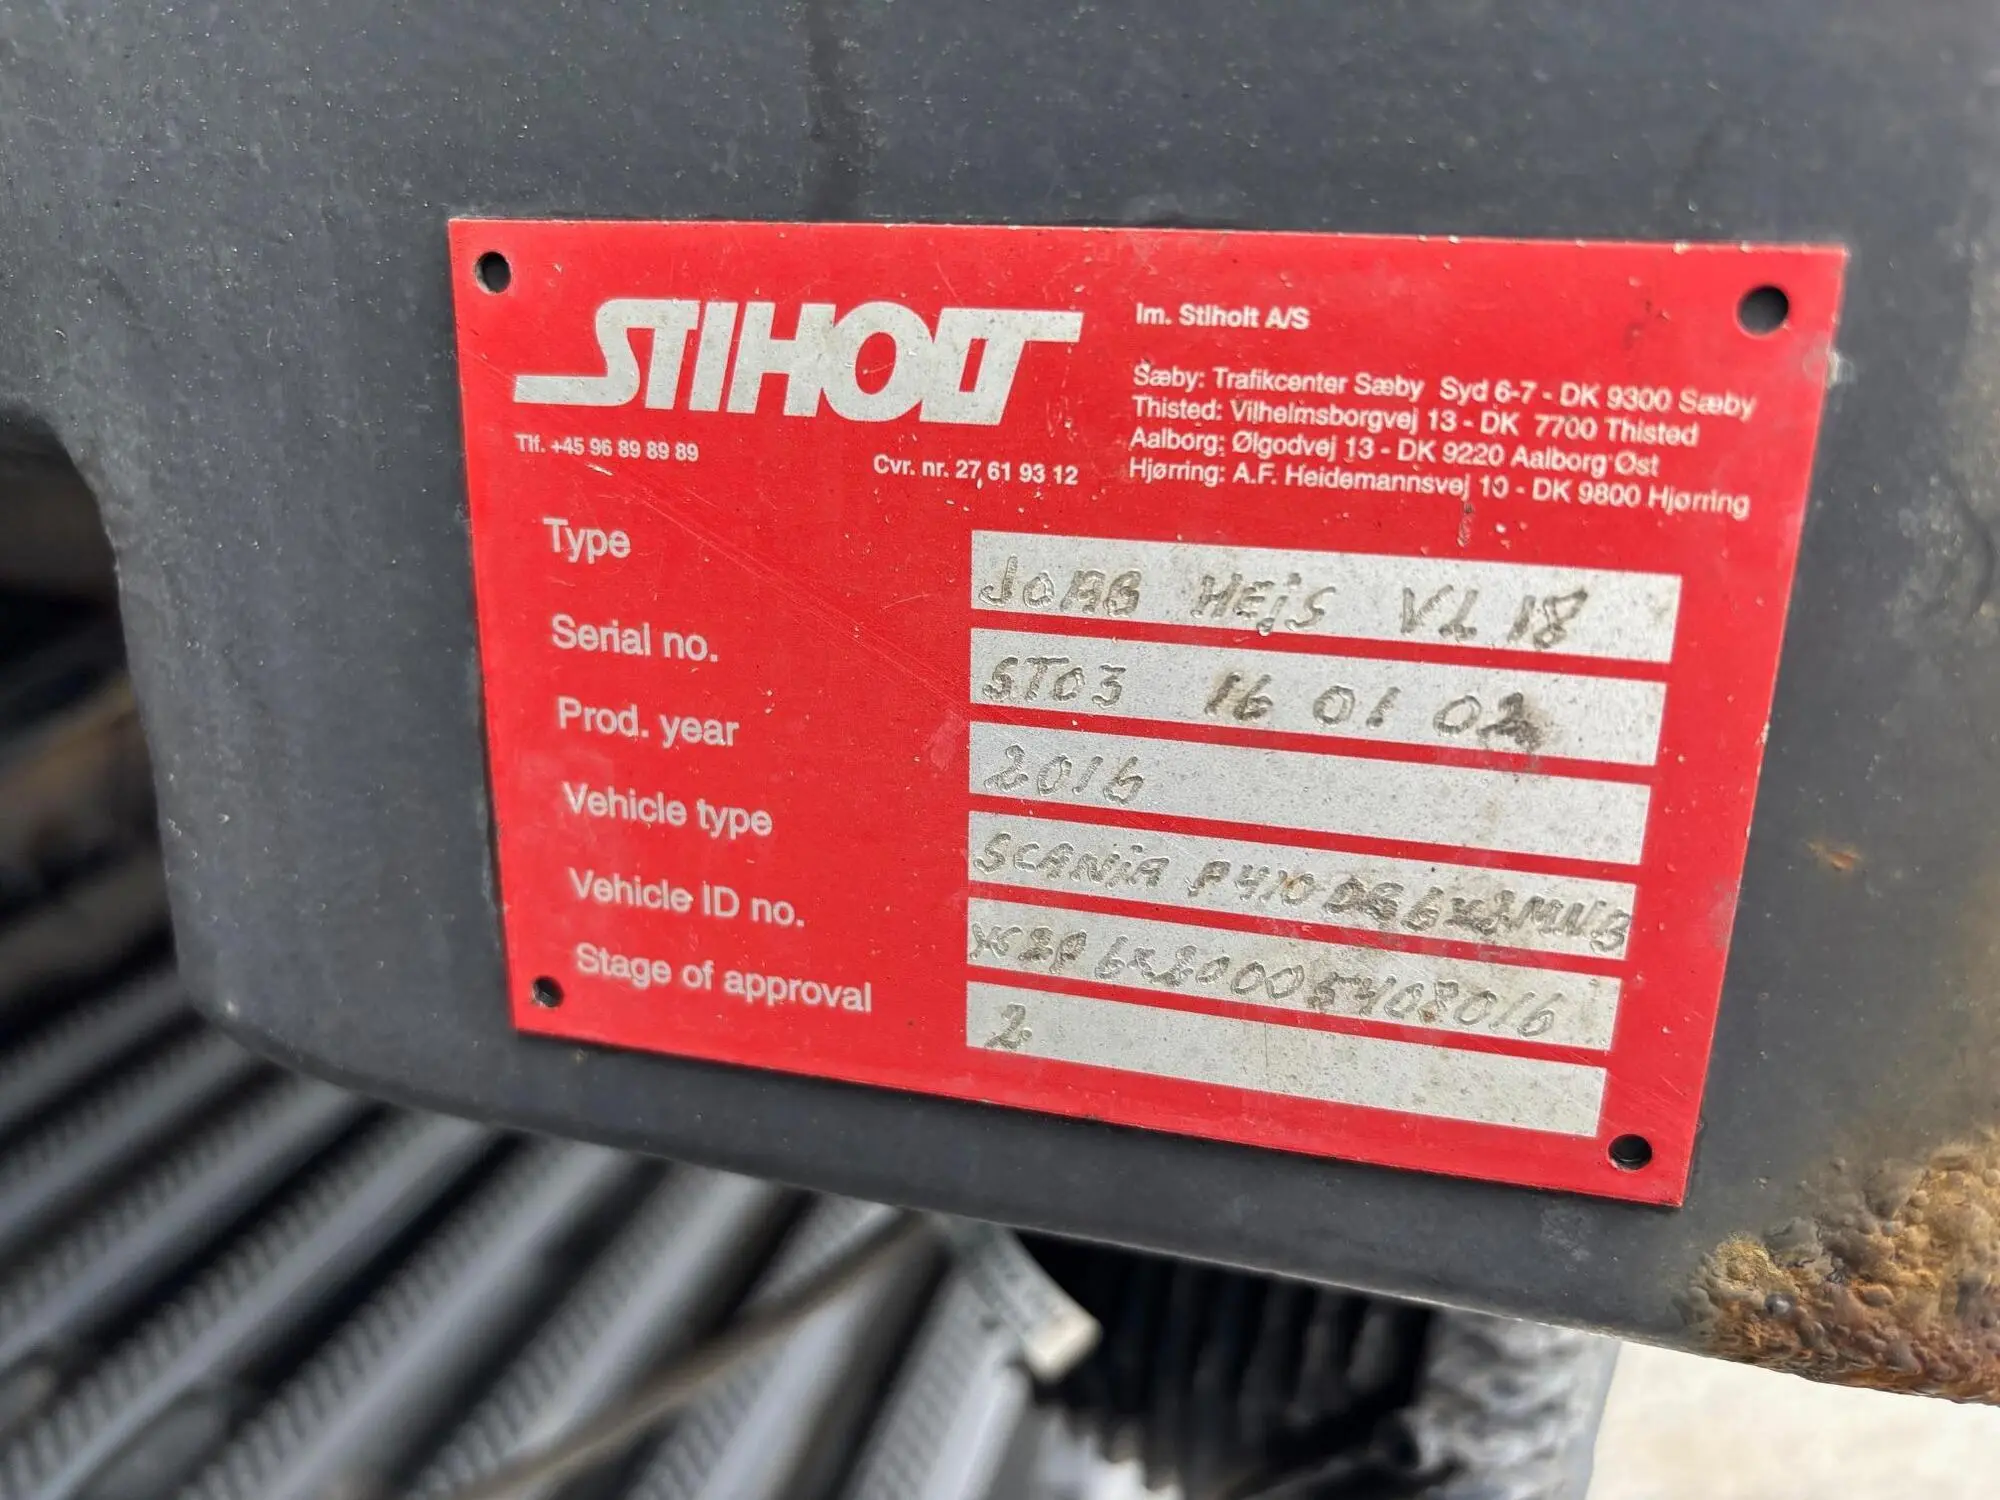 STIHOLT
Im. Stiholt A/S
Sæby: Trafikcenter Sæby Syd 6-7 - DK 9300 Sæby
Thisted: Vilhelmsborgvej 13 - DK 7700 Thisted
Aalborg: Ølgodvej 13 - DK 9220 Aalborg Øst
Hjørring: A.F. Heidemannsvej 10 - DK 9800 Hjørring
Tlf. +45 96 89 89 89
Cvr. nr. 27 61 93 12
Type JOAB HEJS VL 18
Serial no. ST03 16 01 02
Prod. year 2016
Vehicle type SCANIA P410
Vehicle ID no.
Stage of approval 2